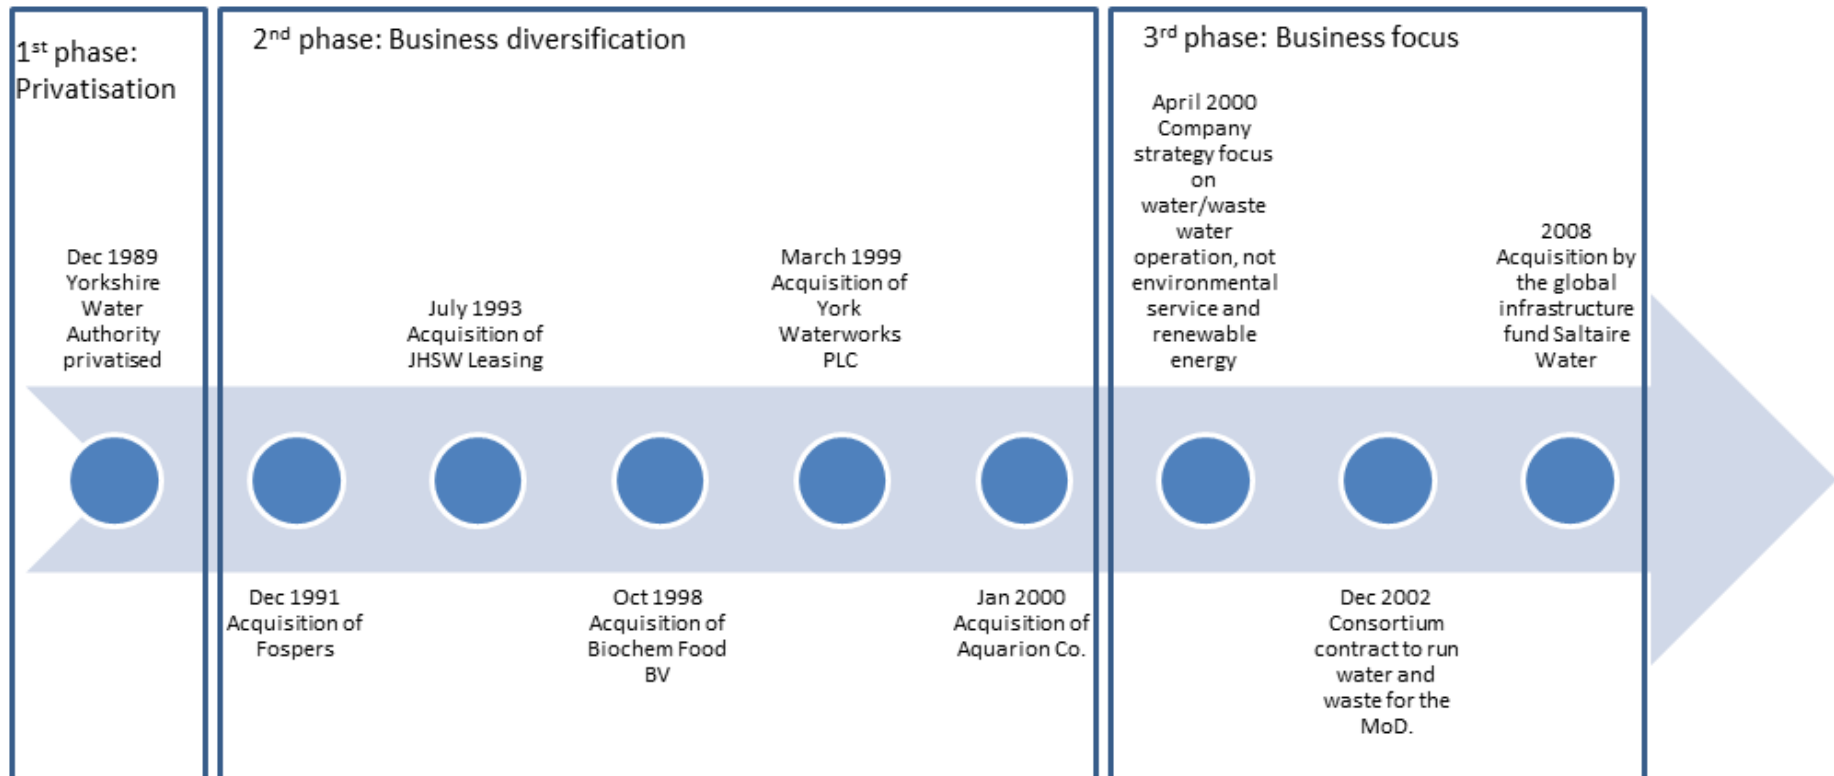 1st phase:
Privatisation
2nd phase: Business diversification
3rd phase: Business focus
Dec 1989
Yorkshire
Water
Authority
privatised
Dec 1991
Acquisition of
Fospers
July 1993
Acquisition of
JHSW Leasing
Oct 1998
Acquisition of
Biochem Food
BV
March 1999
Acquisition of
York
Waterworks
PLC
Jan 2000
Acquisition of
Aquarion Co.
April 2000
Company
strategy focus
on
water/waste
water
operation, not
environmental
service and
renewable
energy
Dec 2002
Consortium
contract to run
water and
waste for the
MoD.
2008
Acquisition by
the global
infrastructure
fund Saltaire
Water